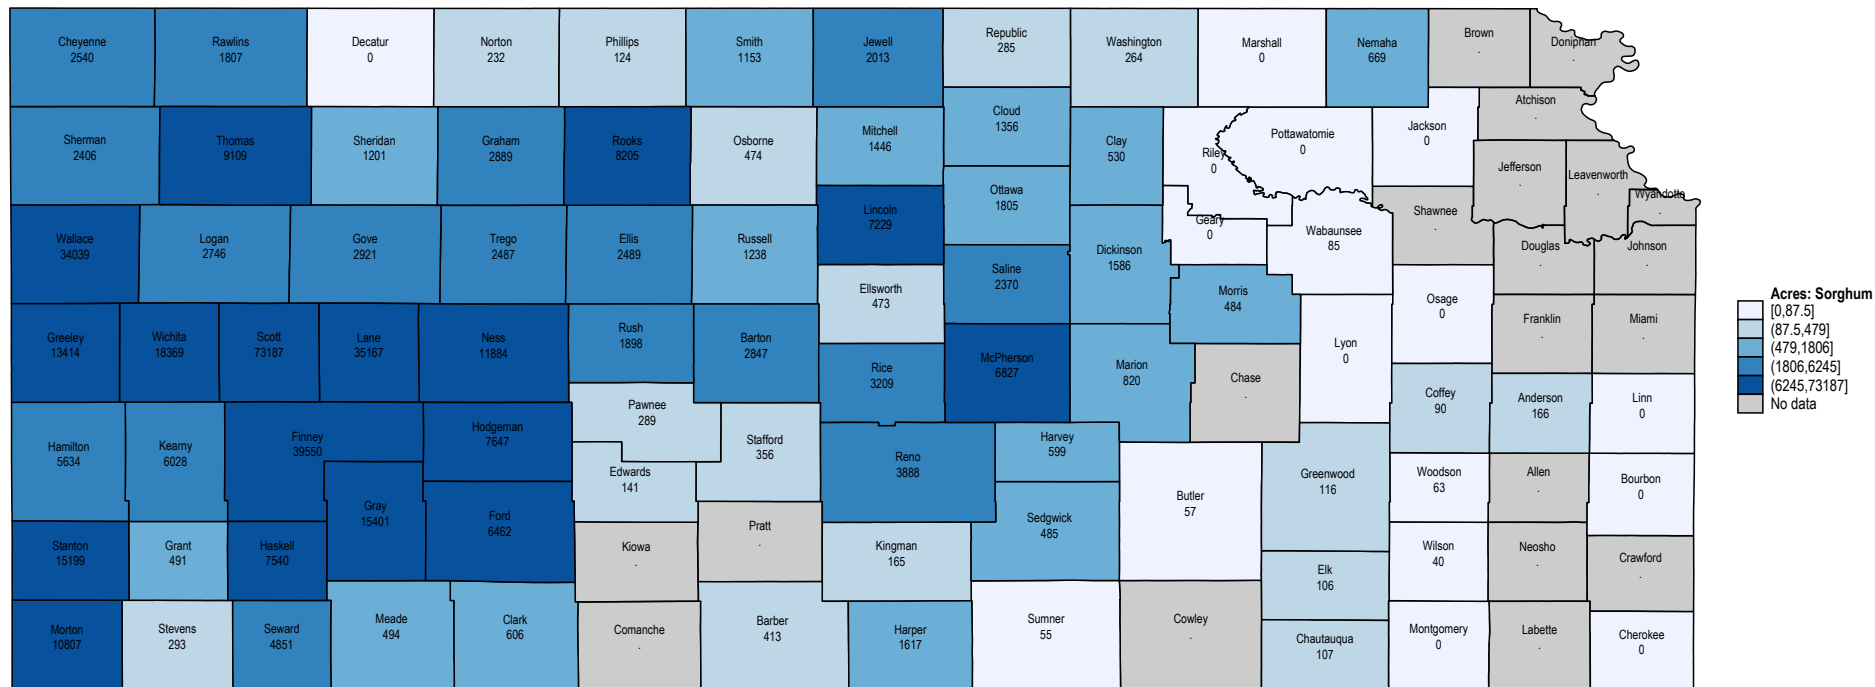 Cheyenne
2540
Rawlins
1807
Decatur
0
Norton
232
Phillips
124
Smith
1153
Jewell
2013
Republic
285
Washington
264
Marshall
0
Nemaha
669
Brown
.
Doniphan
.
Sherman
2406
Thomas
9109
Sheridan
1201
Graham
2889
Rooks
8205
Osborne
474
Mitchell
1446
Cloud
1356
Clay
530
Riley
0
Pottawatomie
0
Jackson
0
Atchison
.
Jefferson
.
Leavenworth
.
Wyandotte
.
Wallace
34039
Logan
2746
Gove
2921
Trego
2487
Ellis
2489
Russell
1238
Lincoln
7229
Ottawa
1805
Dickinson
1586
Geary
0
Wabaunsee
85
Shawnee
.
Douglas
.
Johnson
.
Ellsworth
473
Saline
2370
Morris
484
Osage
0
Franklin
.
Miami
.
Greeley
13414
Wichita
18369
Scott
73187
Lane
35167
Ness
11884
Rush
1898
Barton
2847
Rice
3209
McPherson
6827
Marion
820
Chase
.
Lyon
0
Coffey
90
Anderson
166
Linn
0
Hamilton
5634
Kearny
6028
Finney
39550
Hodgeman
7647
Pawnee
289
Stafford
356
Edwards
141
Reno
3888
Harvey
599
Sedgwick
485
Butler
57
Greenwood
116
Woodson
63
Allen
.
Bourbon
0
Gray
15401
Ford
6462
Stanton
15199
Grant
491
Haskell
7540
Kiowa
.
Pratt
.
Kingman
165
Elk
106
Wilson
40
Neosho
.
Crawford
.
Morton
10807
Stevens
293
Seward
4851
Meade
494
Clark
606
Comanche
.
Barber
413
Harper
1617
Sumner
55
Cowley
.
Chautauqua
107
Montgomery
0
Labette
.
Cherokee
0
Acres: Sorghum
[0,87.5]
(87.5,479]
(479,1806]
(1806,6245]
(6245,73187]
No data